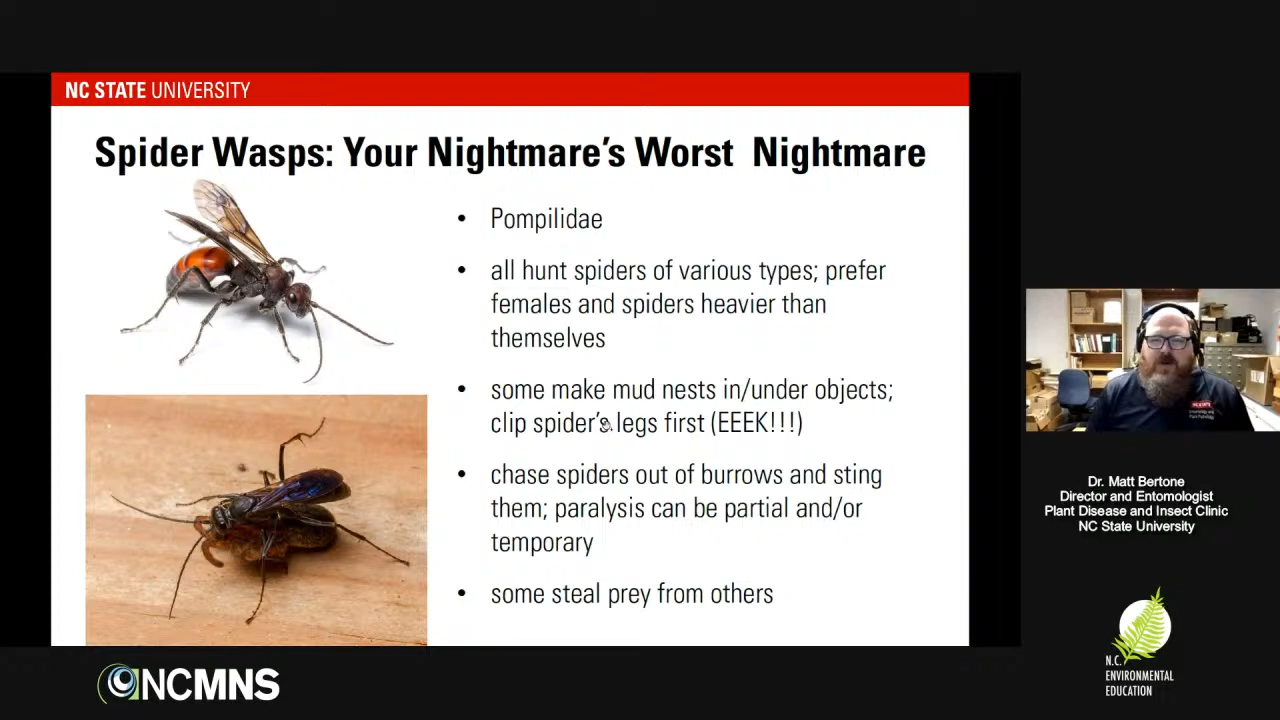 NC STATE UNIVERSITY
Spider Wasps: Your Nightmare's Worst Nightmare
• Pompilidae
• all hunt spiders of various types; prefer
females and spiders heavier than
themselves
• some make mud nests in/under objects;
clip spider's legs first (EEEK!!!)
• chase spiders out of burrows and sting
them; paralysis can be partial and/or
temporary
• some steal prey from others
NC STATE
Dr. Matt Bertone
Director and Entomologist
Plant Disease and Insect Clinic
NC State University
NCMNS
N.C.
ENVIRONMENTAL
EDUCATION